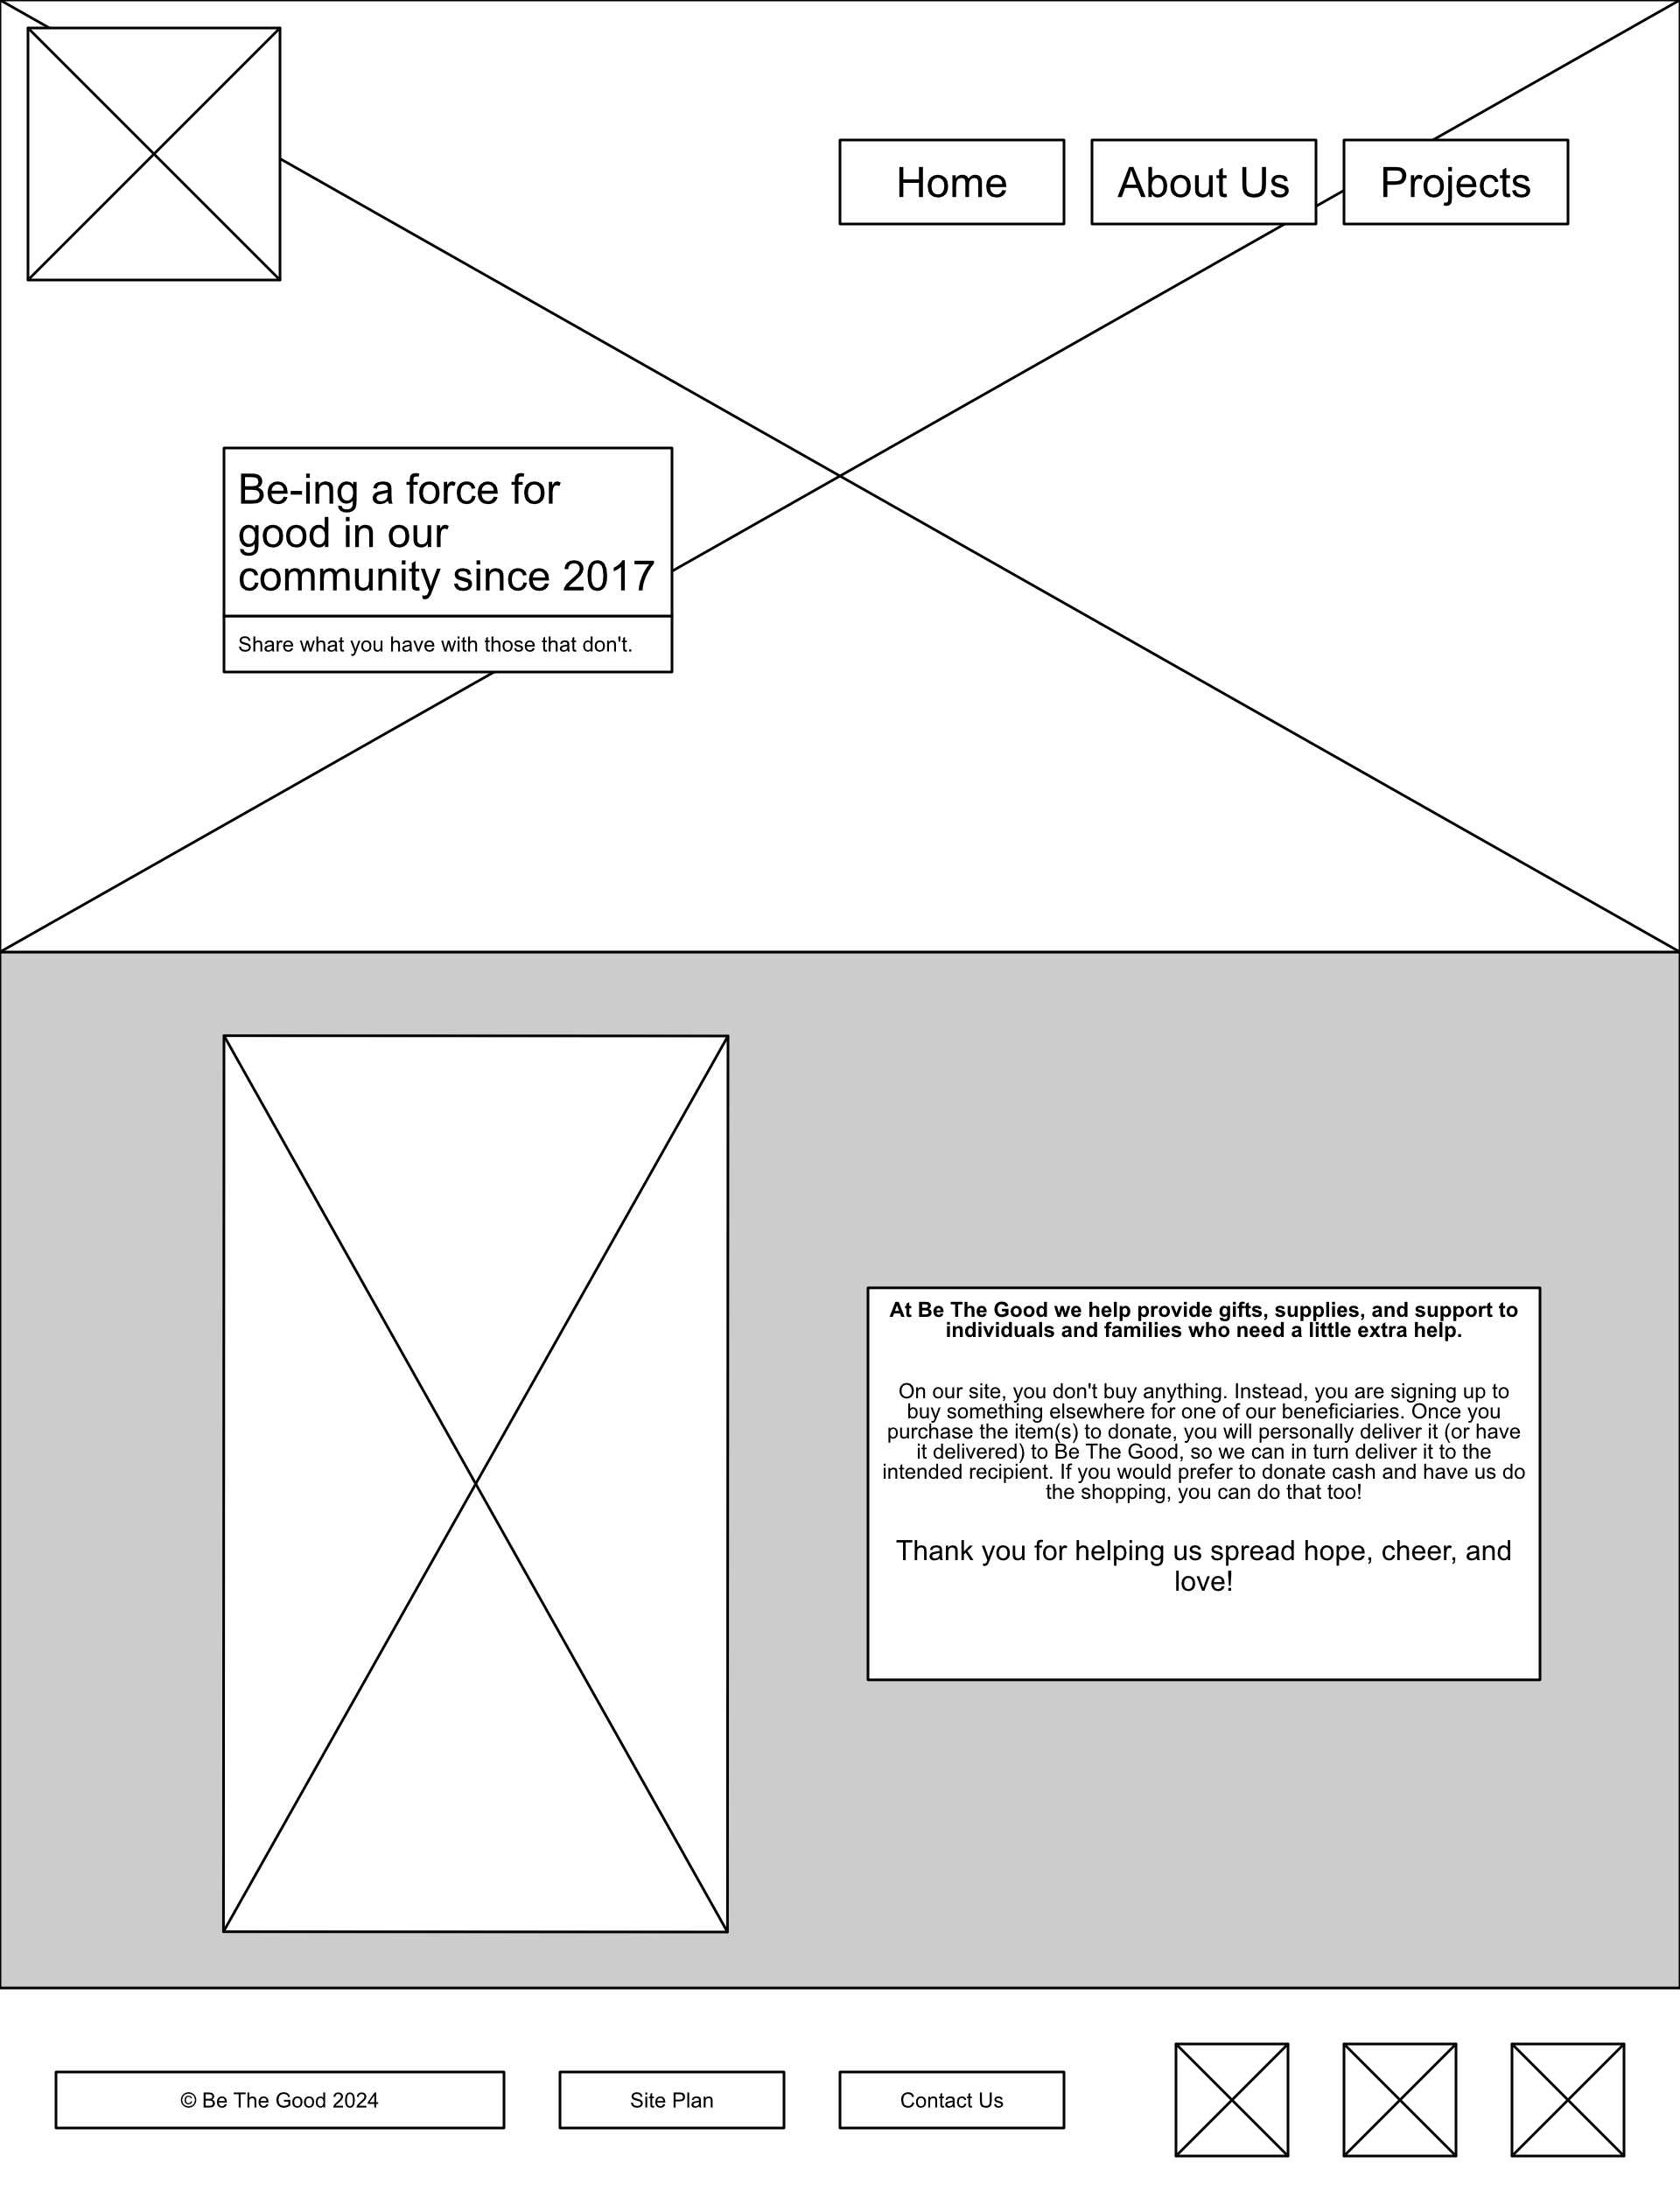 Home
About Us
Projects
Be-ing a force for
good in our
community since 2017
Share what you have with those that don't.
At Be The Good we help provide gifts, supplies, and support to
individuals and families who need a little extra help.
On our site, you don't buy anything. Instead, you are signing up to
buy something elsewhere for one of our beneficiaries. Once you
purchase the item(s) to donate, you will personally deliver it (or have
it delivered) to Be The Good, so we can in turn deliver it to the
intended recipient. If you would prefer to donate cash and have us do
the shopping, you can do that too!
Thank you for helping us spread hope, cheer, and
love!
© Be The Good 2024
Site Plan
Contact Us